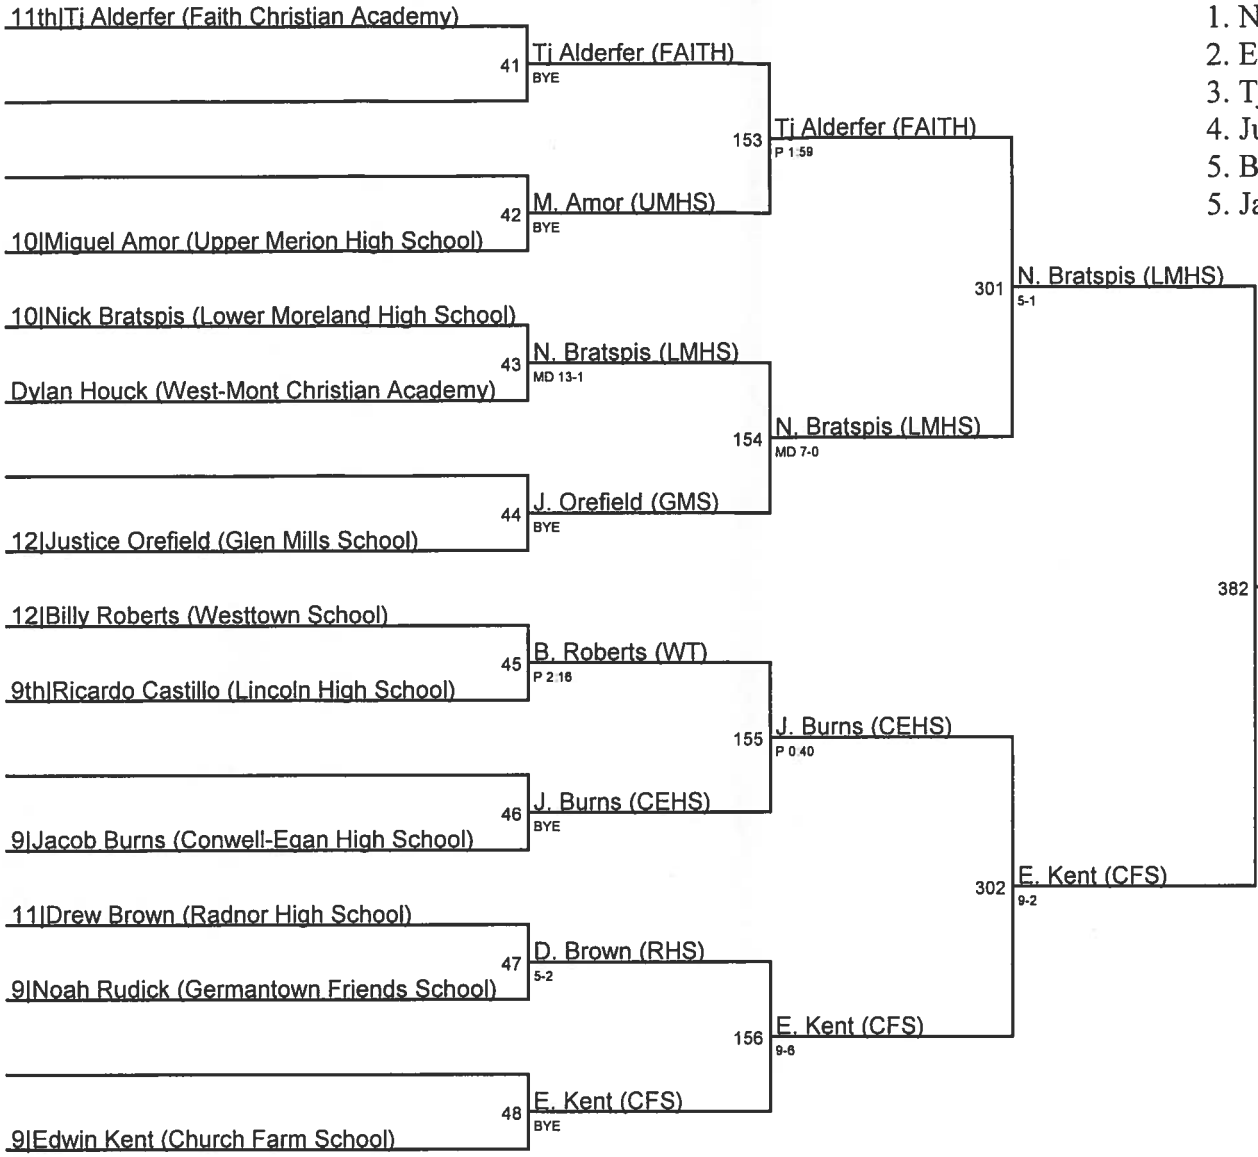 11th|Tj Alderfer (Faith Christian Academy)
41
Tj Alderfer (FAITH)
BYE
153
Tj Alderfer (FAITH)
P 1:59
42
M. Amor (UMHS)
BYE
10|Miguel Amor (Upper Merion High School)
301
N. Bratspis (LMHS)
5-1
10|Nick Bratspis (Lower Moreland High School)
43
N. Bratspis (LMHS)
MD 13-1
Dylan Houck (West-Mont Christian Academy)
154
N. Bratspis (LMHS)
MD 7-0
44
J. Orefield (GMS)
BYE
12|Justice Orefield (Glen Mills School)
382
12|Billy Roberts (Westtown School)
45
B. Roberts (WT)
P 2:16
9th|Ricardo Castillo (Lincoln High School)
155
J. Burns (CEHS)
P 0:40
46
J. Burns (CEHS)
BYE
9|Jacob Burns (Conwell-Egan High School)
302
E. Kent (CFS)
9-2
11|Drew Brown (Radnor High School)
47
D. Brown (RHS)
5-2
9|Noah Rudick (Germantown Friends School)
156
E. Kent (CFS)
9-6
48
E. Kent (CFS)
BYE
9|Edwin Kent (Church Farm School)
1. N
2. E
3. Tj
4. Ju
5. B
5. Ja